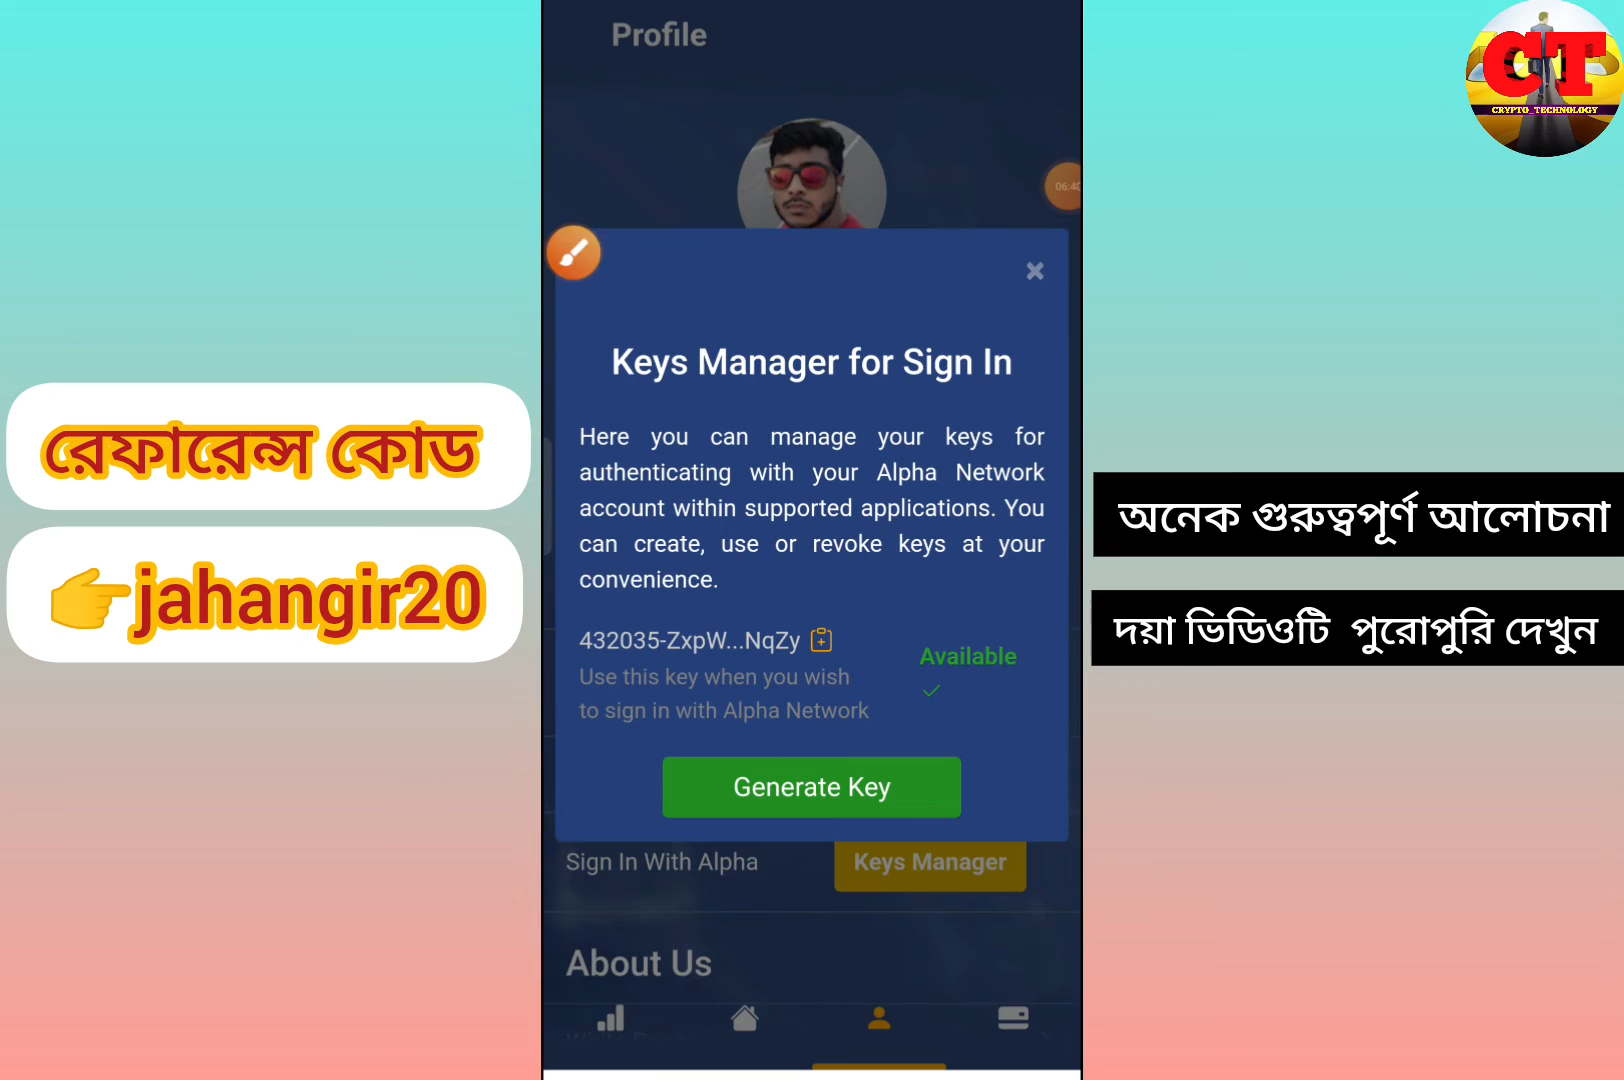 Profile
CT
CRYPTO_TECHNOLOGY
06:40
Keys Manager for Sign In
Here you can manage your keys for
authenticating with your Alpha Network
account within supported applications. You
can create, use or revoke keys at your
convenience.
432035-ZxpW...NqZy
Available
Use this key when you wish
to sign in with Alpha Network
Generate Key
Sign In With Alpha
Keys Manager
About Us
রেফারেন্স কোড
👉jahangir20
অনেক গুরুত্বপূর্ণ আলোচনা
দয়া ভিডিওটি পুরোপুরি দেখুন